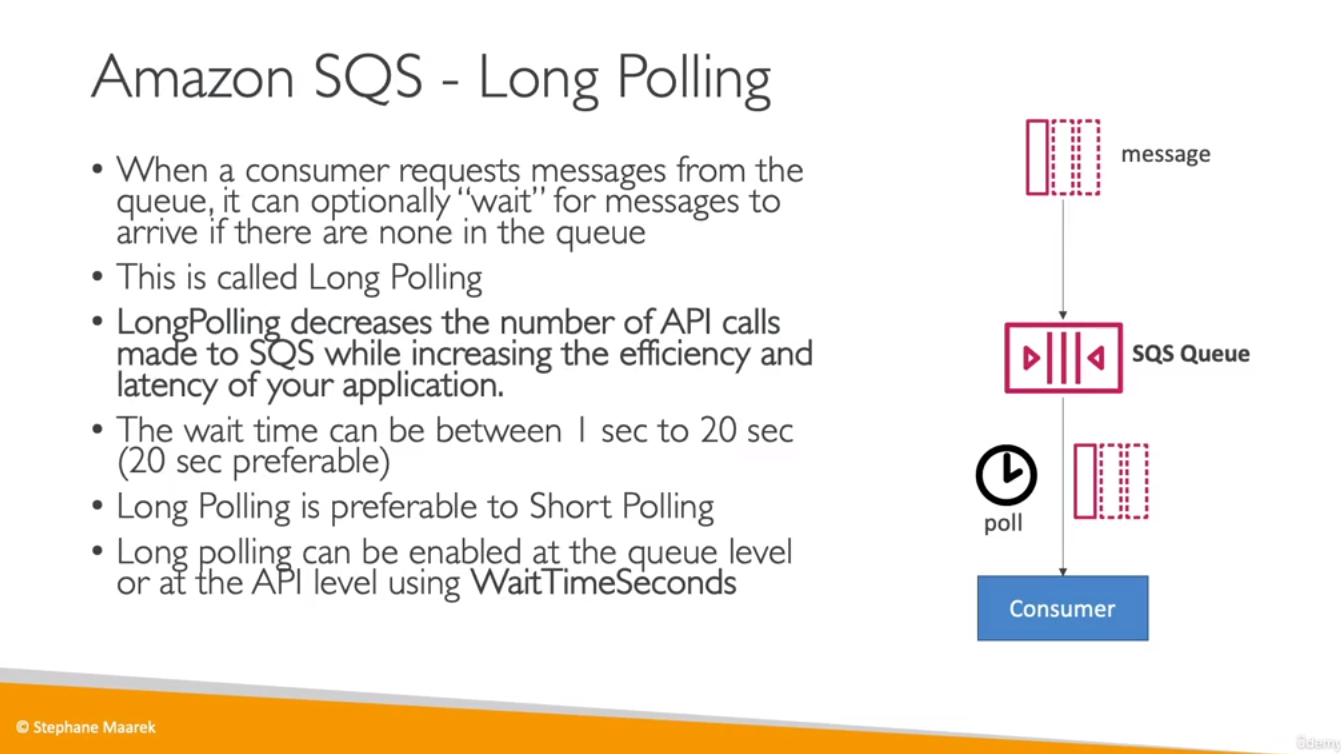 Amazon SQS - Long Polling
• When a consumer requests messages from the
queue, it can optionally “wait” for messages to
arrive if there are none in the queue
• This is called Long Polling
• LongPolling decreases the number of API calls
made to SQS while increasing the efficiency and
latency of your application.
• The wait time can be between 1 sec to 20 sec
(20 sec preferable)
• Long Polling is preferable to Short Polling
• Long polling can be enabled at the queue level
or at the API level using WaitTimeSeconds
message
SQS Queue
poll
Consumer
© Stephane Maarek
ûdemy